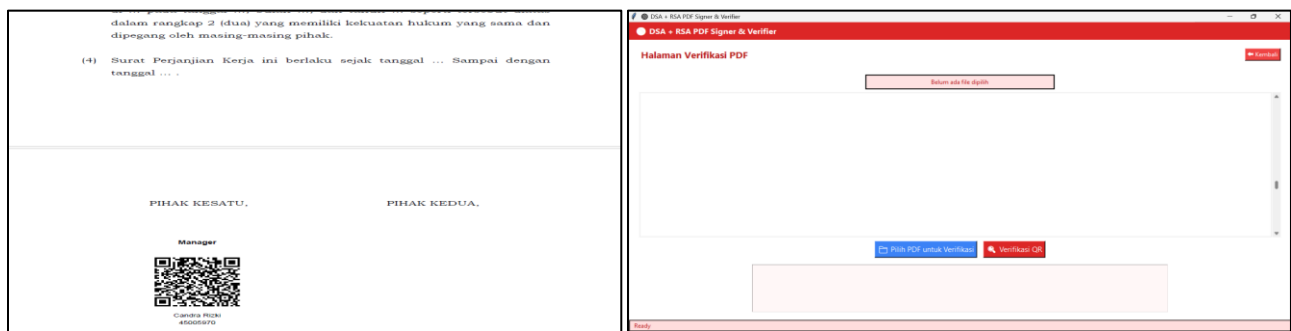 dalam rangkap 2 (dua) yang memiliki kekuatan hukum yang sama dan
dipegang oleh masing-masing pihak.
(4) Surat Perjanjian Kerja ini berlaku sejak tanggal ... Sampai dengan
tanggal ... .
PIHAK KESATU,
PIHAK KEDUA,
Manager
Candra Rizki
45005970
DSA + RSA PDF Signer & Verifier
DSA + RSA PDF Signer & Verifier
Halaman Verifikasi PDF
Kembali
Belum ada file dipilih
Pilih PDF untuk Verifikasi
Verifikasi QR
Ready